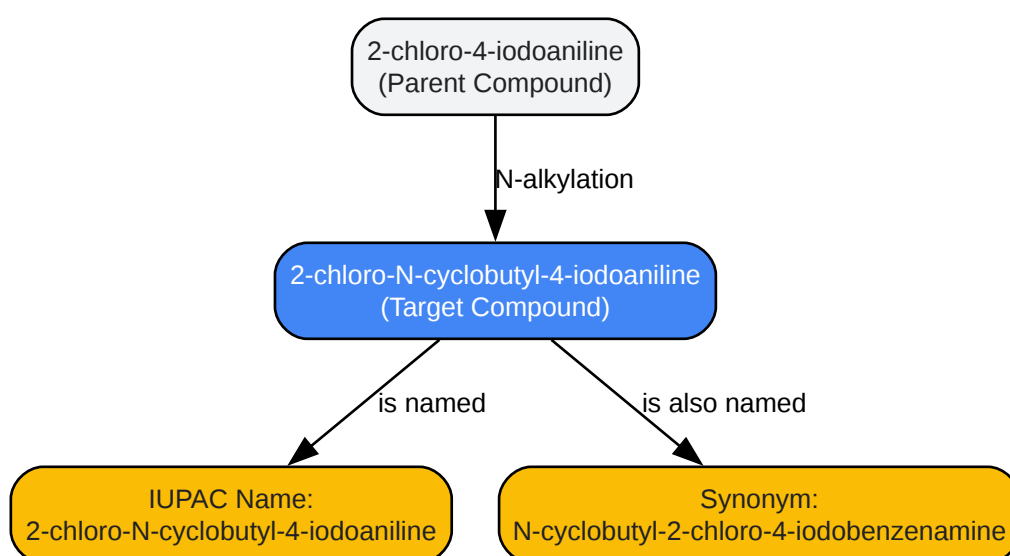 2-chloro-4-iodoaniline
(Parent Compound)
N-alkylation
2-chloro-N-cyclobutyl-4-iodoaniline
(Target Compound)
is named
is also named
IUPAC Name:
2-chloro-N-cyclobutyl-4-iodoaniline
Synonym:
N-cyclobutyl-2-chloro-4-iodobenzenamine